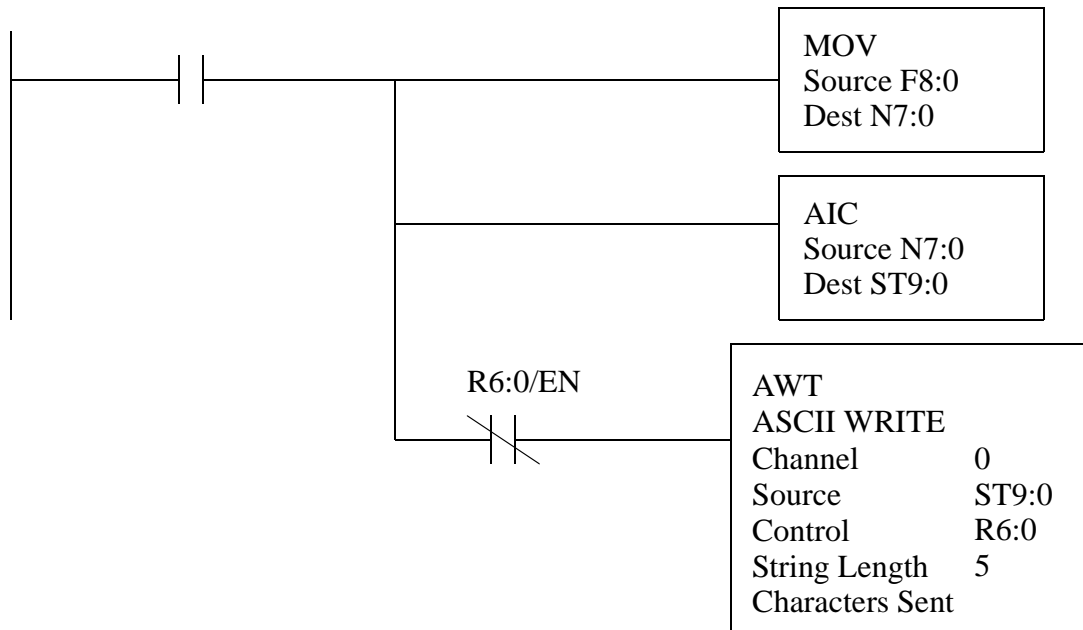 MOV
Source F8:0
Dest N7:0
AIC
Source N7:0
Dest ST9:0
R6:0/EN
AWT
ASCII WRITE
Channel 0
Source ST9:0
Control R6:0
String Length 5
Characters Sent